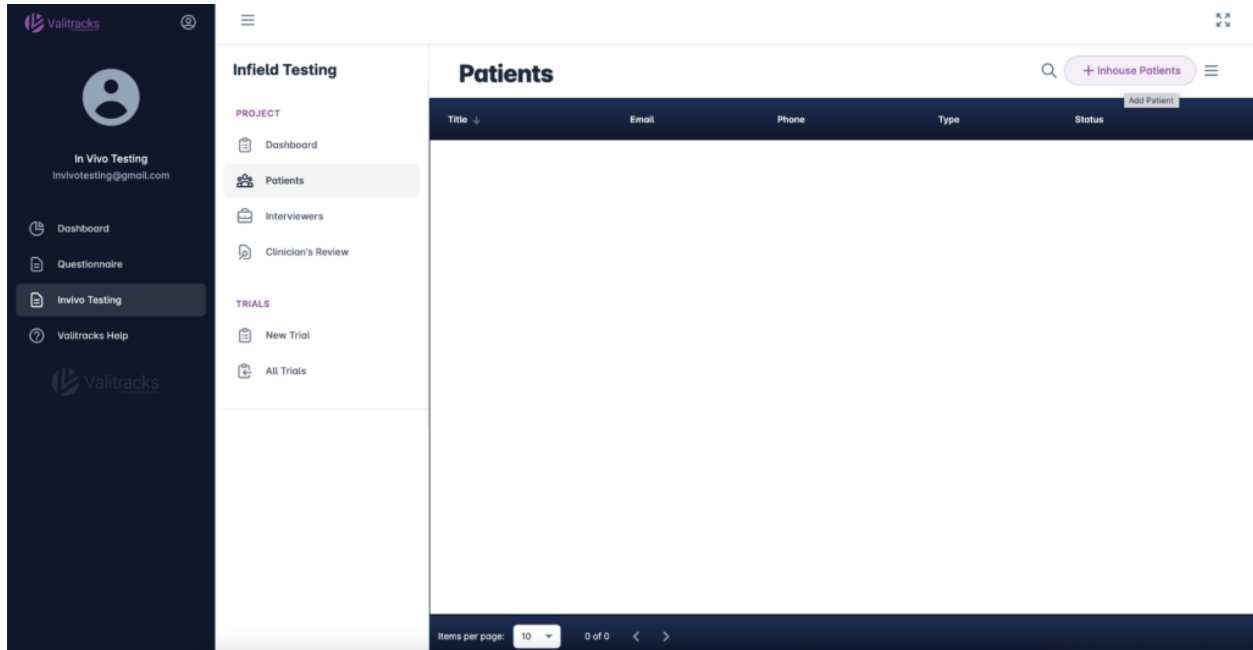 Valitracks
In Vivo Testing
Invivotesting@gmail.com
Dashboard
Questionnaire
Invivo Testing
Valitracks Help
Valitracks
Infield Testing
PROJECT
Dashboard
Patients
Interviewers
Clinician's Review
TRIALS
New Trial
All Trials
Patients
+ Inhouse Patients
Add Patient
Title ↓ Email Phone Type Status
Items per page: 10 0 of 0